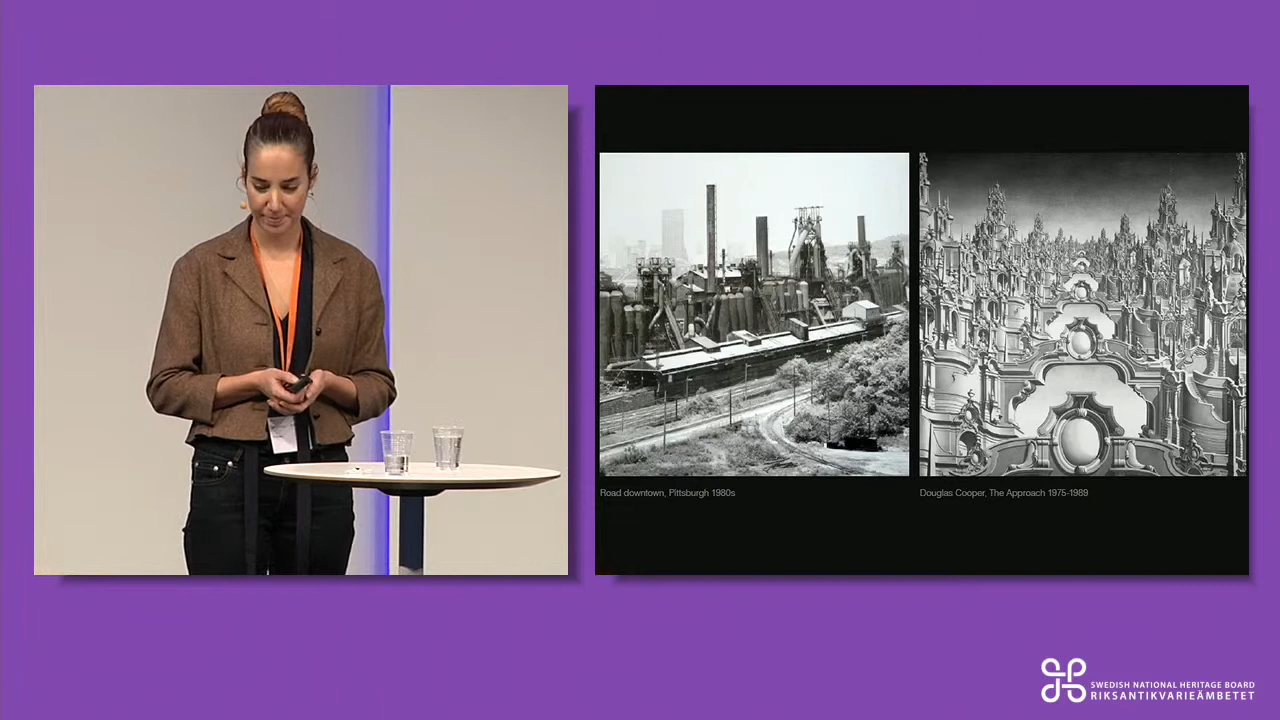 Road downtown, Pittsburgh 1980s
Douglas Cooper, The Approach 1975-1989
SWEDISH NATIONAL HERITAGE BOARD
RIKSANTIKVARIEÄMBETET